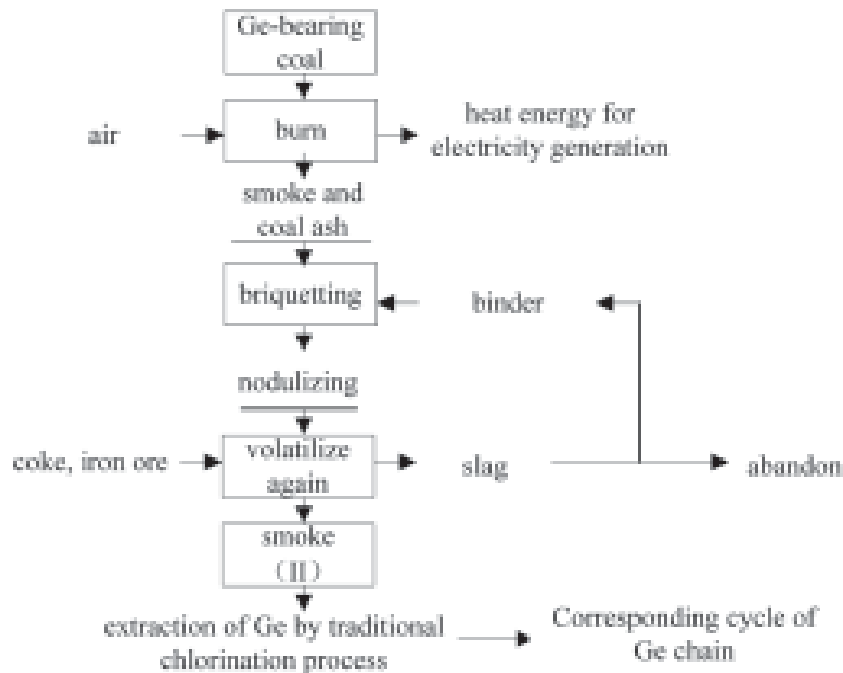 Ge-bearing
coal
air
burn
heat energy for
electricity generation
smoke and
coal ash
briquetting
binder
nodulizing
coke, iron ore
volatilize
again
slag
abandon
smoke
(II)
extraction of Ge by traditional
chlorination process
Corresponding cycle of
Ge chain